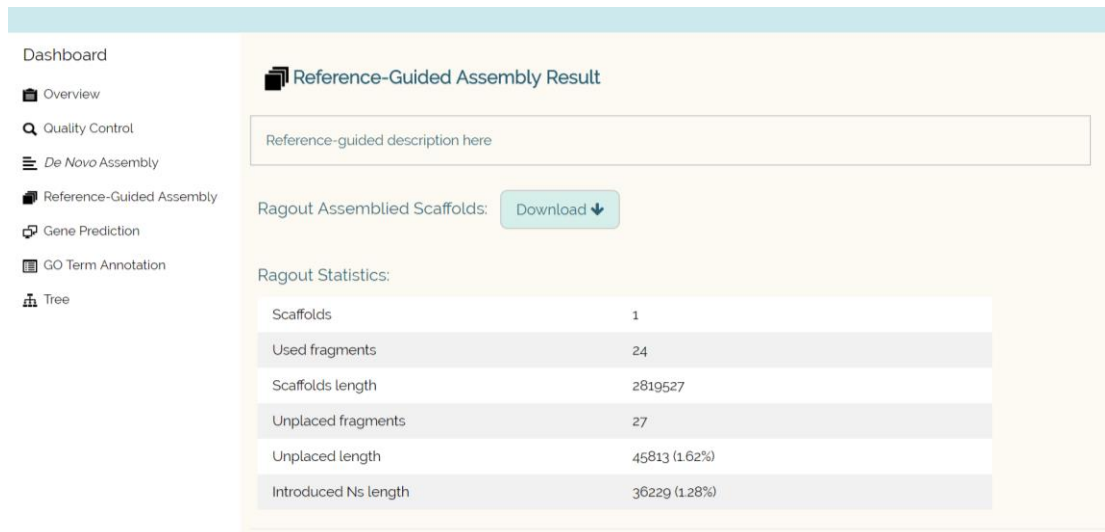 Dashboard
Overview
Quality Control
De Novo Assembly
Reference-Guided Assembly
Gene Prediction
GO Term Annotation
Tree
Reference-Guided Assembly Result
Reference-guided description here
Ragout Assemblied Scaffolds: Download
Ragout Statistics:
Scaffolds 1
Used fragments 24
Scaffolds length 2819527
Unplaced fragments 27
Unplaced length 45813 (1.62%)
Introduced Ns length 36229 (1.28%)